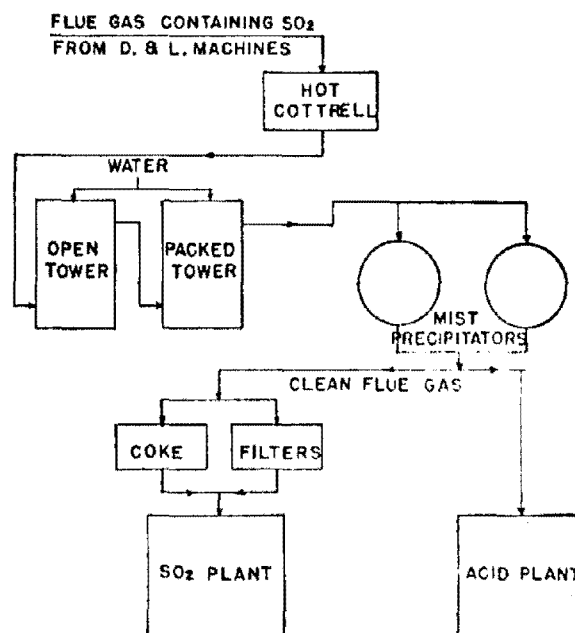 FLUE GAS CONTAINING SO₂
FROM D. & L. MACHINES
HOT
COTTRELL
WATER
OPEN
TOWER
PACKED
TOWER
MIST
PRECIPITATORS
CLEAN FLUE GAS
COKE
FILTERS
SO₂ PLANT
ACID PLANT